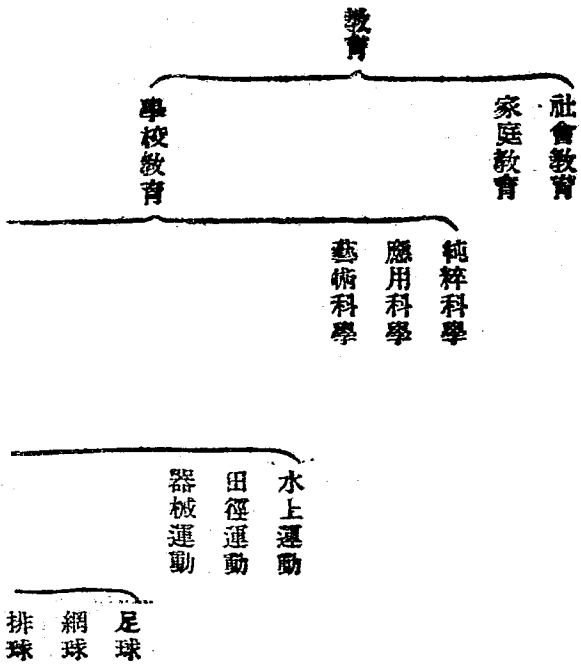 教育
社會教育
家庭教育
學校教育
純粹科學
應用科學
藝術科學
水上運動
田徑運動
器械運動
足球
網球
排球